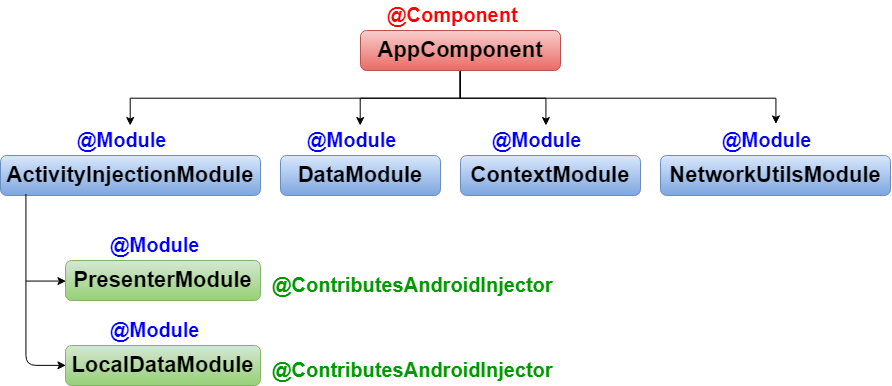 @Component
AppComponent
@Module
@Module
@Module
@Module
ActivityInjectionModule
DataModule
ContextModule
NetworkUtilsModule
@Module
PresenterModule
@ContributesAndroidInjector
@Module
LocalDataModule
@ContributesAndroidInjector